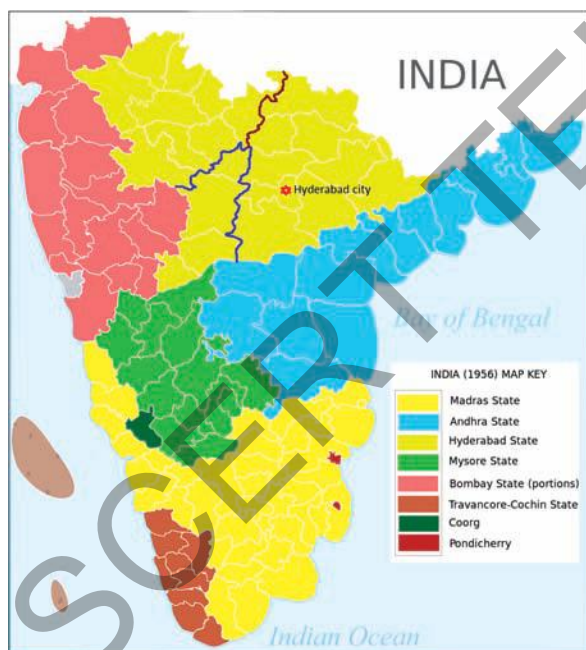 INDIA
Hyderabad city
Bay of Bengal
INDIA (1956) MAP KEY
Madras State
Andhra State
Hyderabad State
Mysore State
Bombay State (portions)
Travancore-Cochin State
Coorg
Pondicherry
Indian Ocean
SCERT TE